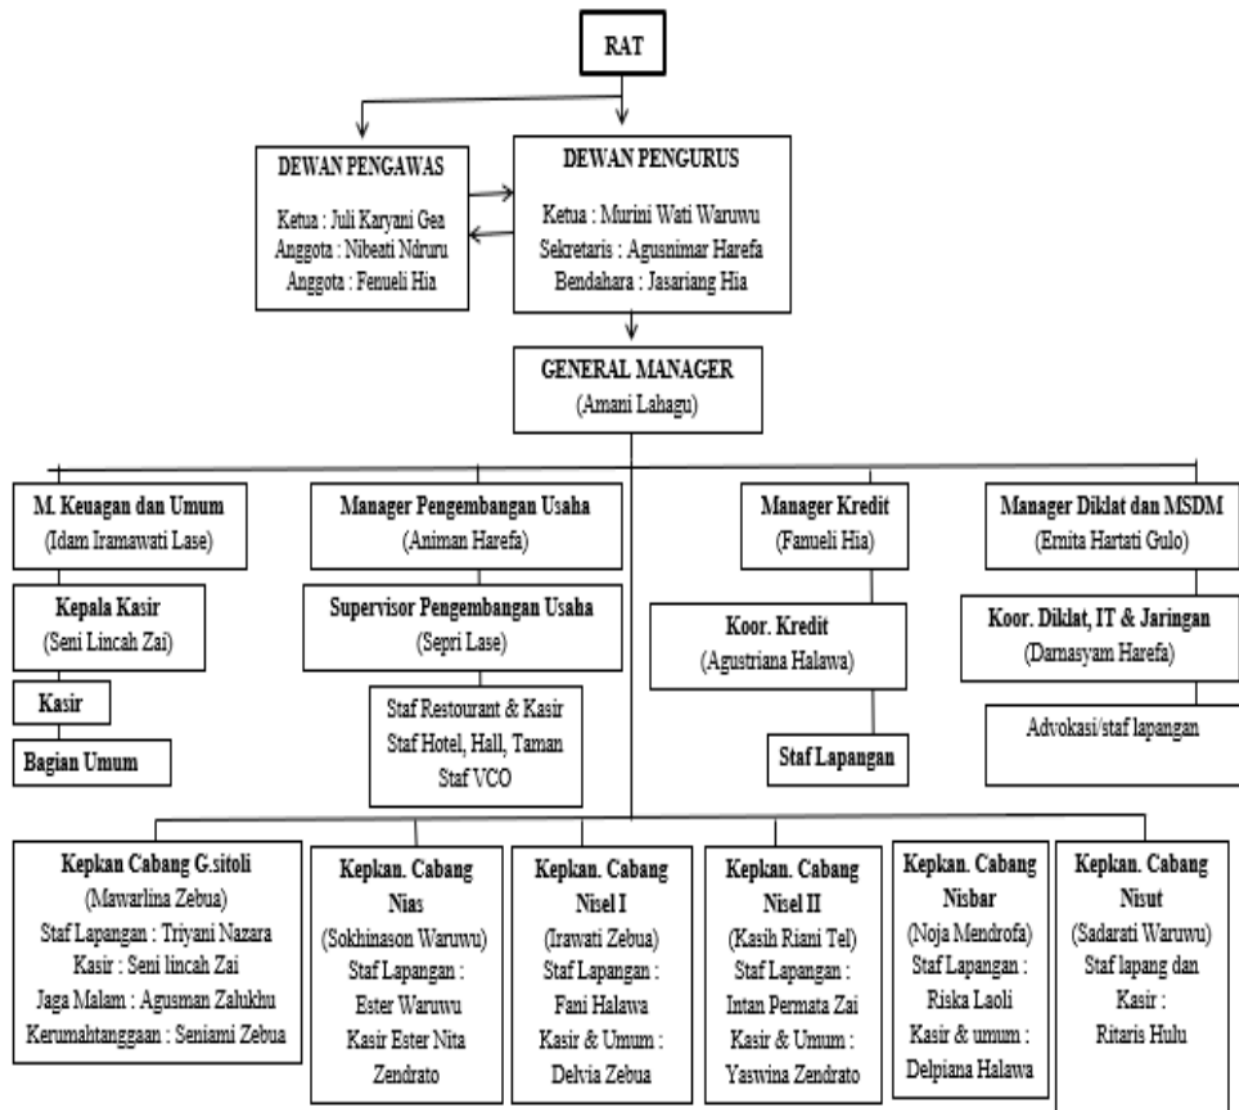 RAT
DEWAN PENGAWAS
Ketua : Juli Karyani Gea
Anggota : Nibeati Ndruru
Anggota : Fenueli Hia
DEWAN PENGURUS
Ketua : Murini Wati Waruwu
Sekretaris : Agusnimar Harefa
Bendahara : Jasariang Hia
GENERAL MANAGER
(Amani Lahagu)
M. Keuagan dan Umum
(Idam Iramawati Lase)
Kepala Kasir
(Seni Lincah Zai)
Kasir
Bagian Umum
Manager Pengembangan Usaha
(Animan Harefa)
Supervisor Pengembangan Usaha
(Sepri Lase)
Staf Restourant & Kasir
Staf Hotel, Hall, Taman
Staf VCO
Manager Kredit
(Fanueli Hia)
Koor. Kredit
(Agustriana Halawa)
Staf Lapangan
Manager Diklat dan MSDM
(Ernita Hartati Gulo)
Koor. Diklat, IT & Jaringan
(Darnasyam Harefa)
Advokasi/staf lapangan
Kepkan Cabang G.sitoli
(Mawarlina Zebua)
Staf Lapangan : Triyani Nazara
Kasir : Seni lincah Zai
Jaga Malam : Agusman Zalukhu
Kerumahtanggaan : Seniami Zebua
Kepkan. Cabang
Nias
(Sokhinason Waruwu)
Staf Lapangan :
Ester Waruwu
Kasir Ester Nita
Zendrato
Kepkan. Cabang
Nisel I
(Irawati Zebua)
Staf Lapangan :
Fani Halawa
Kasir & Umum :
Delvia Zebua
Kepkan. Cabang
Nisel II
(Kasih Riani Tel)
Staf Lapangan :
Intan Permata Zai
Kasir & Umum :
Yaswina Zendrato
Kepkan. Cabang
Nisbar
(Noja Mendrofa)
Staf Lapangan :
Riska Laoli
Kasir & umum :
Delpiana Halawa
Kepkan. Cabang
Nisut
(Sadarati Waruwu)
Staf lapang dan
Kasir :
Ritaris Hulu